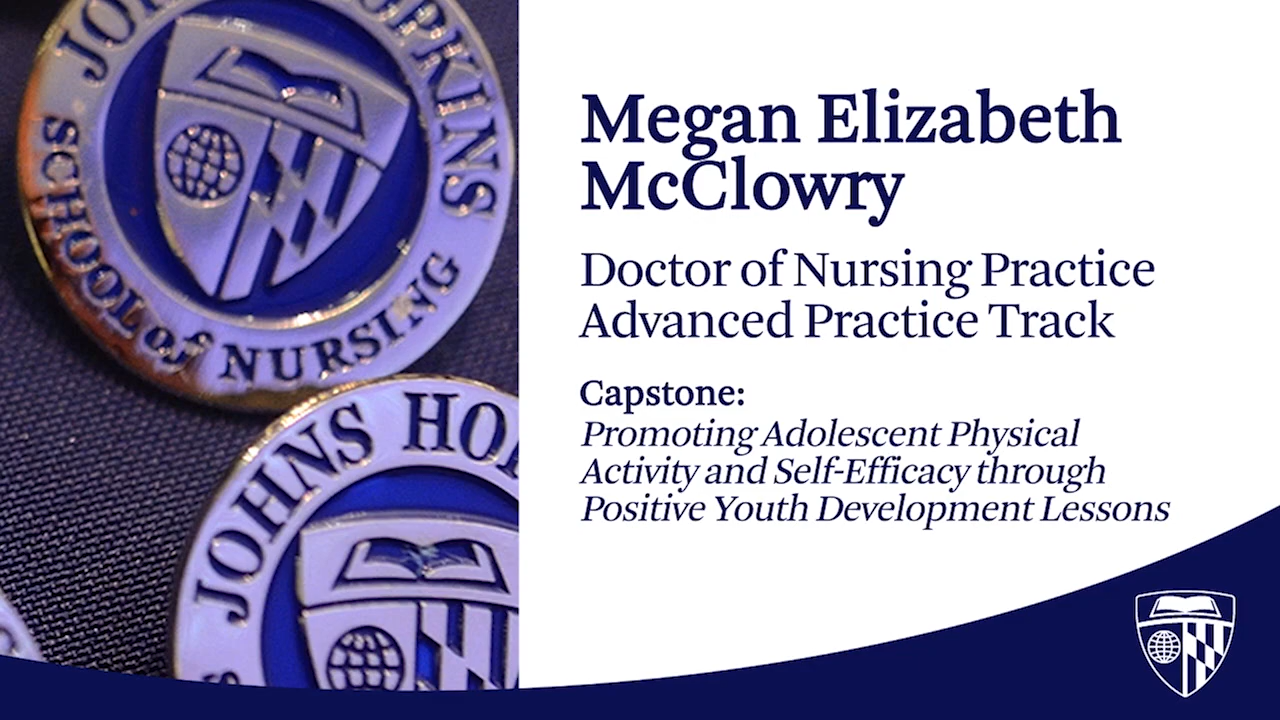 JOHNS HOPKINS
SCHOOL of NURSING
JOHNS HOP
Megan Elizabeth
McClowry
Doctor of Nursing Practice
Advanced Practice Track
Capstone:
Promoting Adolescent Physical
Activity and Self-Efficacy through
Positive Youth Development Lessons